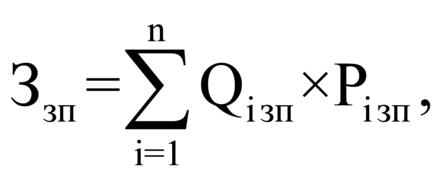 З_зп = ∑_{i=1}^{n} Q_{i зп} × P_{i зп},